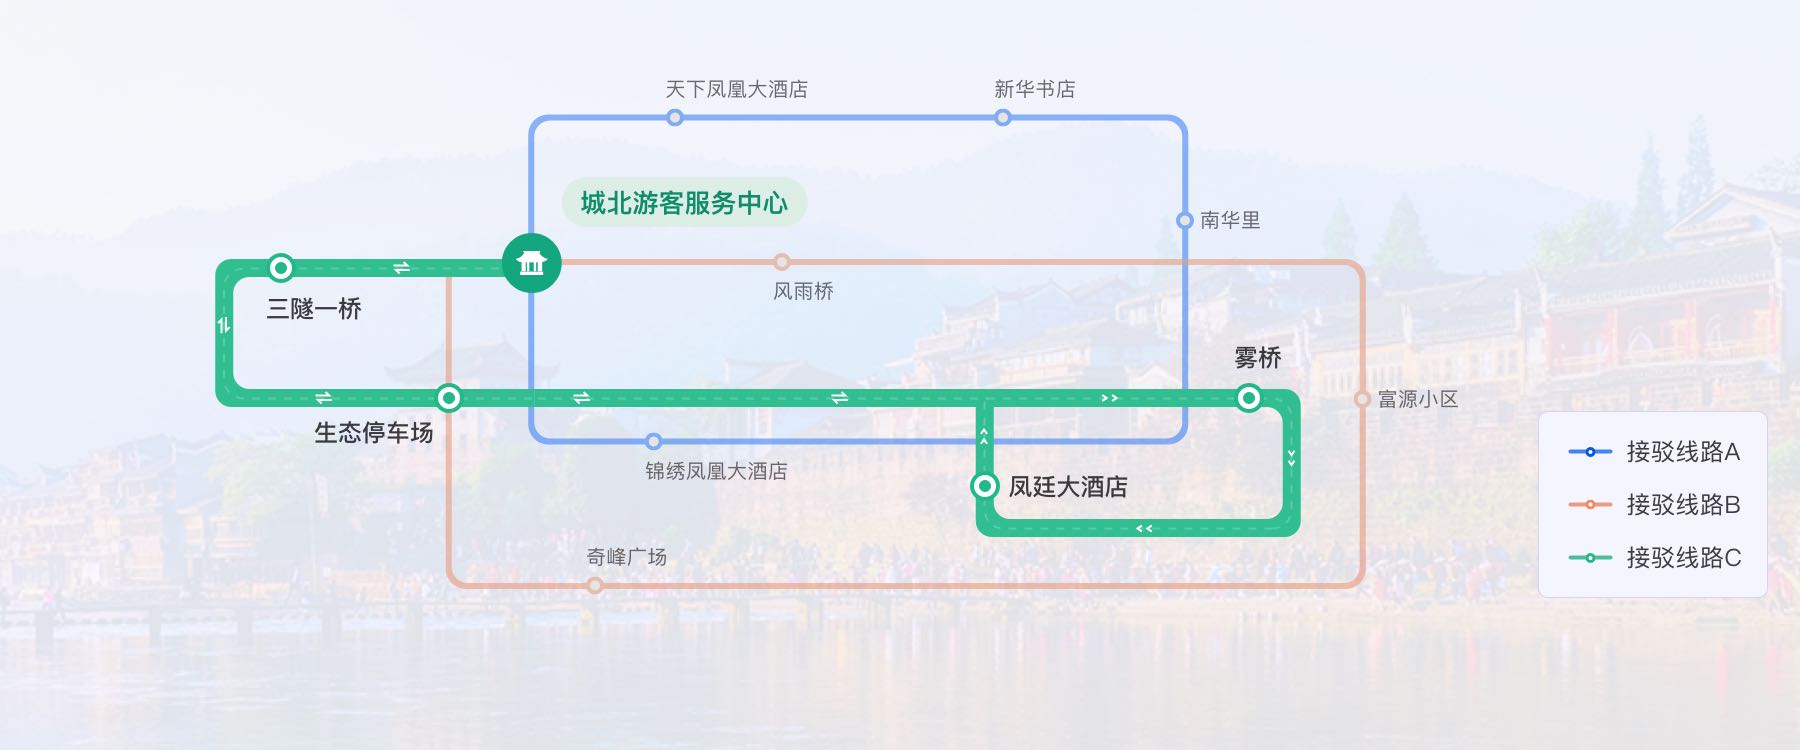 天下凤凰大酒店
新华书店
城北游客服务中心
南华里
风雨桥
三隧一桥
雾桥
富源小区
生态停车场
锦绣凤凰大酒店
凤廷大酒店
奇峰广场
接驳线路A
接驳线路B
接驳线路C